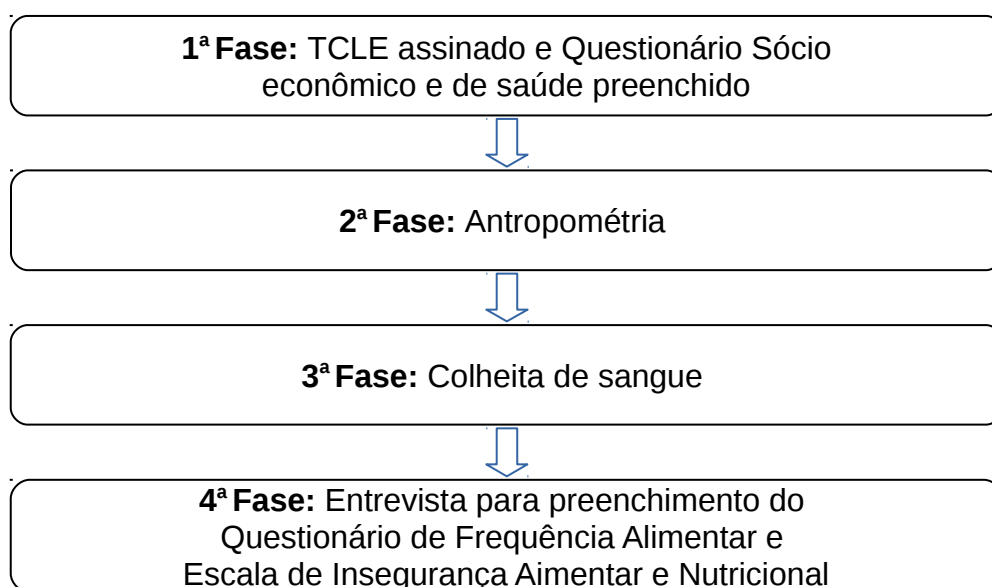 1ª Fase: TCLE assinado e Questionário Sócio
econômico e de saúde preenchido
2ª Fase: Antropométria
3ª Fase: Colheita de sangue
4ª Fase: Entrevista para preenchimento do
Questionário de Frequência Alimentar e
Escala de Insegurança Aimentar e Nutricional